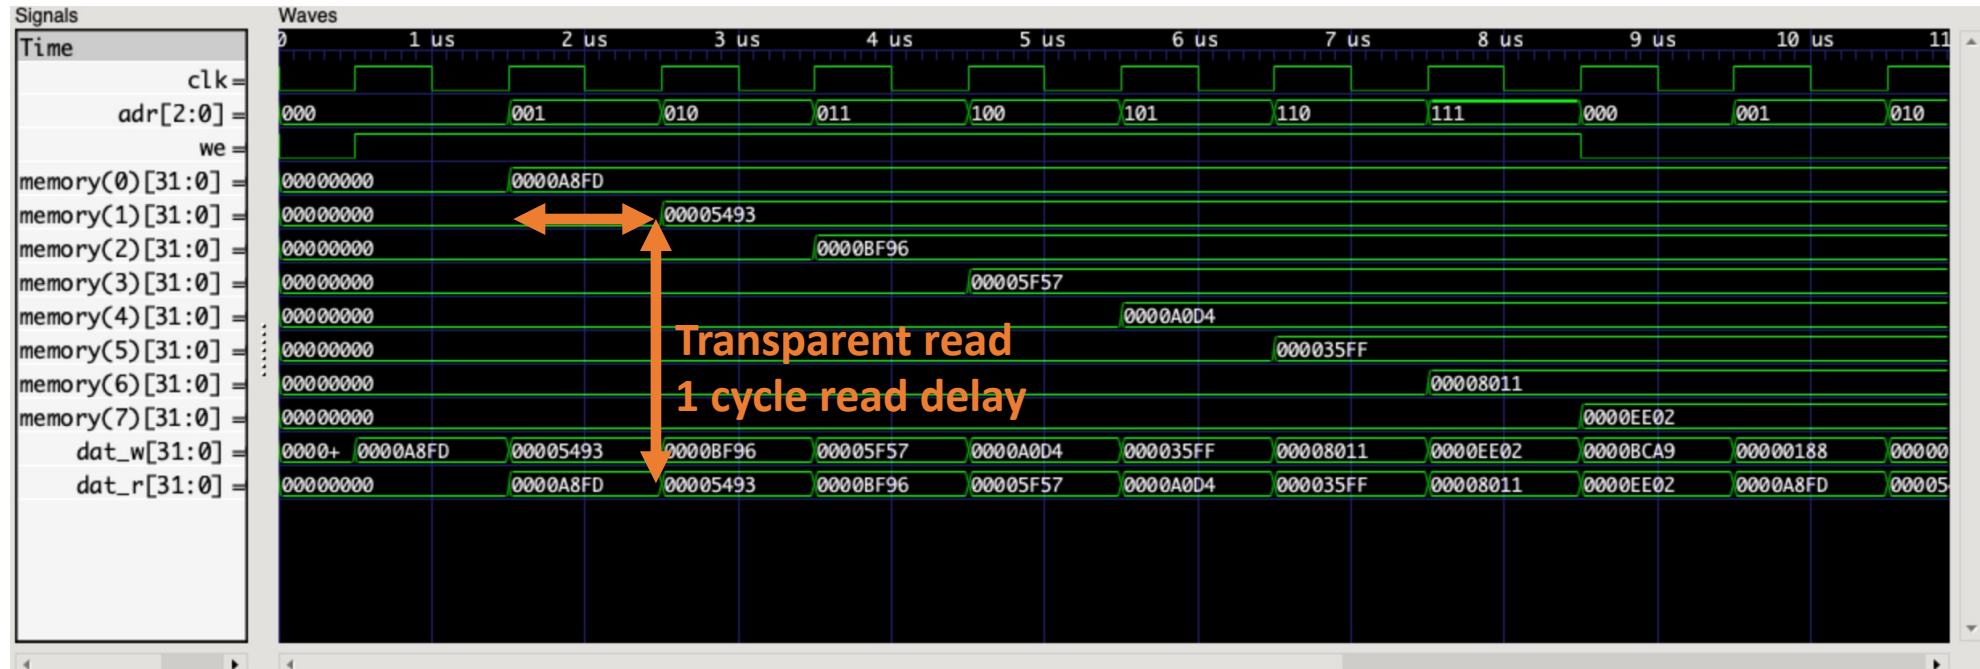 Signals Waves
Time 0 1 us 2 us 3 us 4 us 5 us 6 us 7 us 8 us 9 us 10 us 11
clk=
adr[2:0] = 000 001 010 011 100 101 110 111 000 001 010
we=
memory(0)[31:0] = 00000000 0000A8FD
memory(1)[31:0] = 00000000 00005493
memory(2)[31:0] = 00000000 0000BF96
memory(3)[31:0] = 00000000 00005F57
memory(4)[31:0] = 00000000 0000A0D4
Transparent read
memory(5)[31:0] = 00000000 000035FF
memory(6)[31:0] = 00000000 00008011
1 cycle read delay
memory(7)[31:0] = 00000000 0000EE02
dat_w[31:0] = 0000+ 0000A8FD 00005493 0000BF96 00005F57 0000A0D4 000035FF 00008011 0000EE02 0000BCA9 00000188 00000
dat_r[31:0] = 00000000 0000A8FD 00005493 0000BF96 00005F57 0000A0D4 000035FF 00008011 0000EE02 0000A8FD 00005